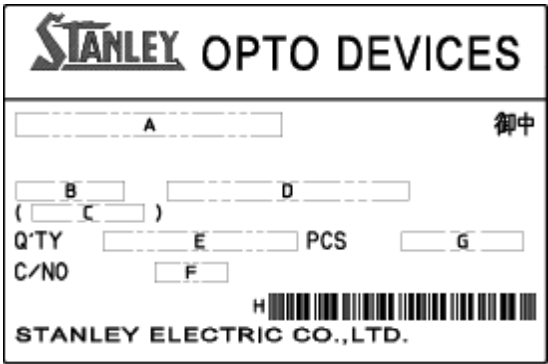 STANLEY OPTO DEVICES
A 御中
B D
( C )
Q'TY E PCS G
C/NO F
H
STANLEY ELECTRIC CO.,LTD.